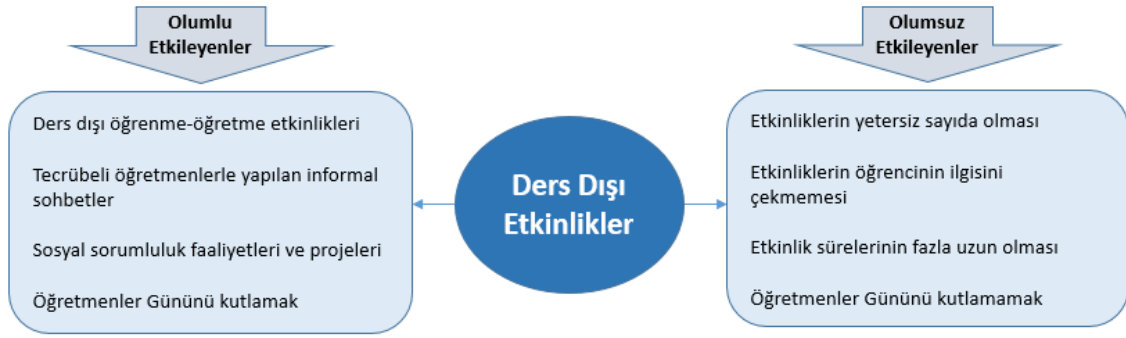 Olumlu
Etkileyenler
Ders dışı öğrenme-öğretme etkinlikleri
Tecrübeli öğretmenlerle yapılan informal
sohbetler
Sosyal sorumluluk faaliyetleri ve projeleri
Öğretmenler Gününü kutlamak
Ders Dışı
Etkinlikler
Olumsuz
Etkileyenler
Etkinliklerin yetersiz sayıda olması
Etkinliklerin öğrencinin ilgisini
çekmemesi
Etkinlik sürelerinin fazla uzun olması
Öğretmenler Gününü kutlamamak